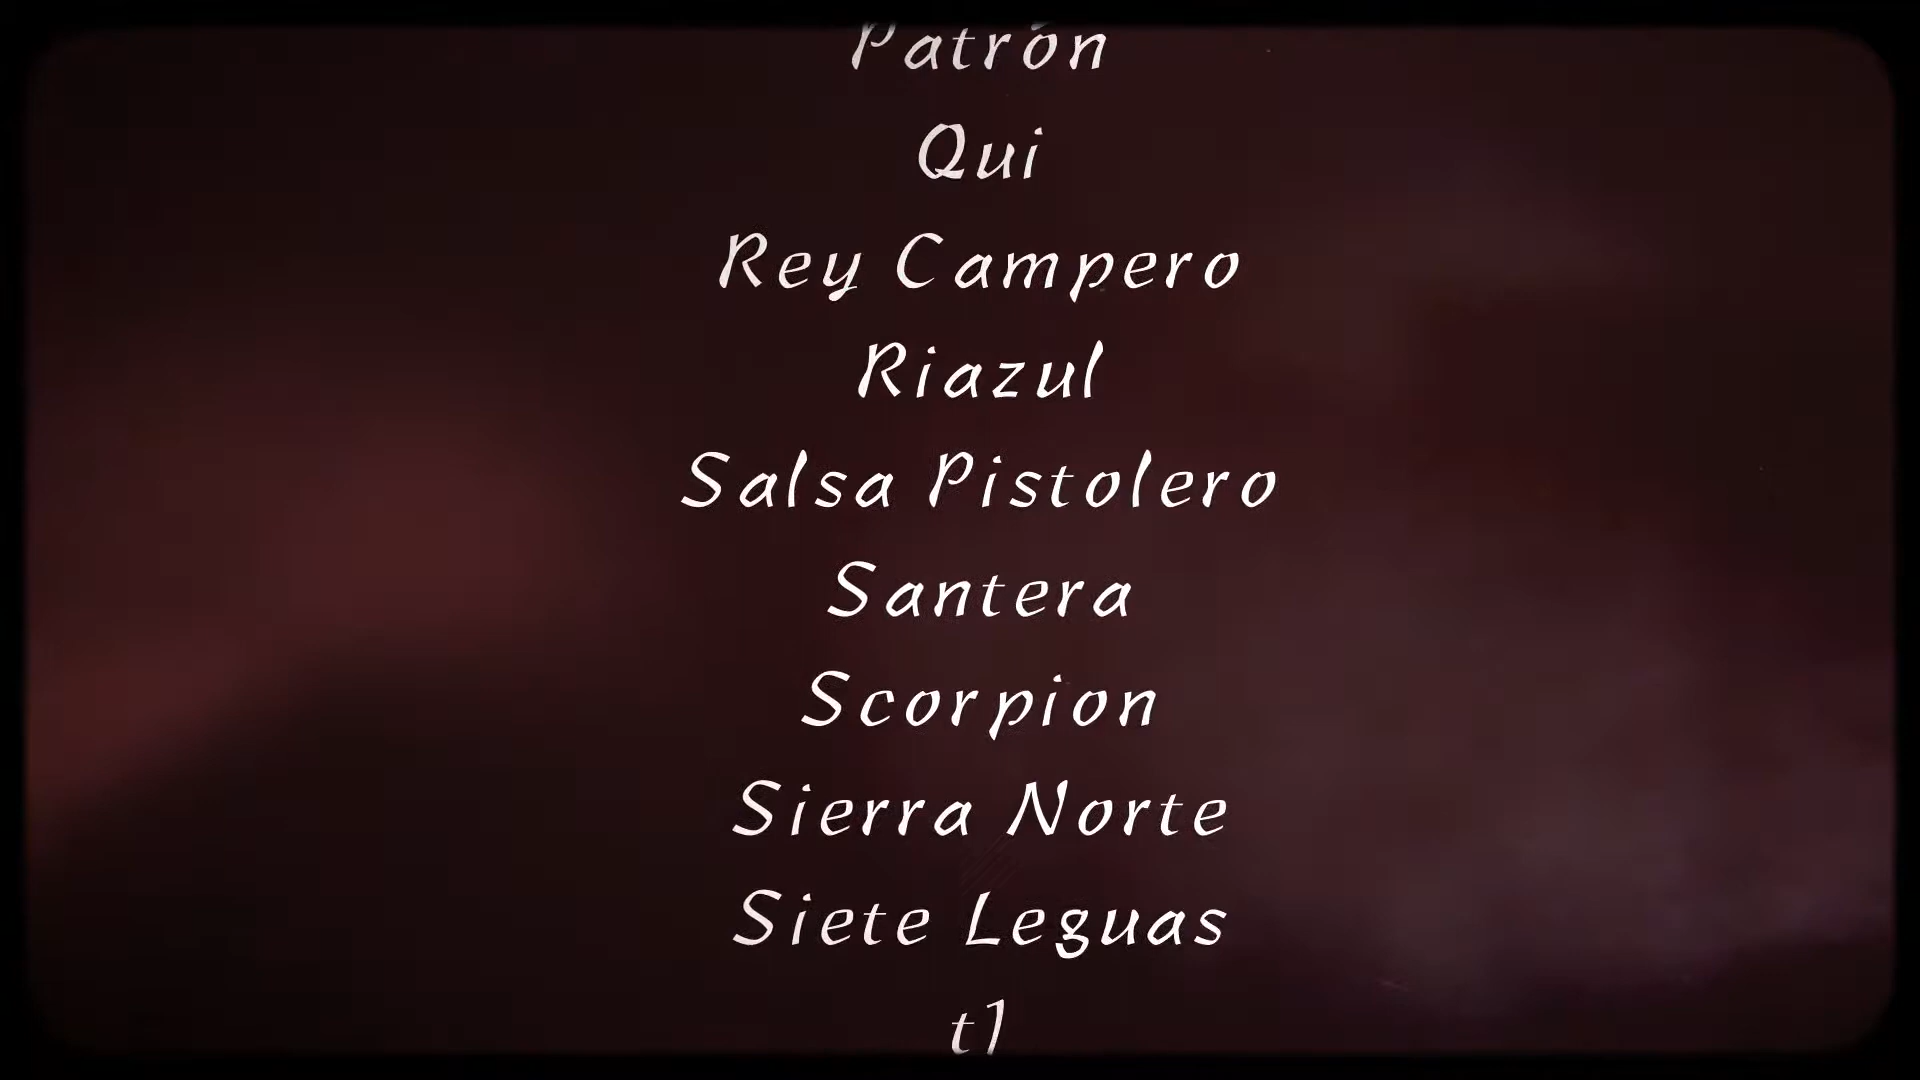 Patrón
Qui
Rey Campero
Riazul
Salsa Pistolero
Santera
Scorpion
Sierra Norte
Siete Leguas
t1